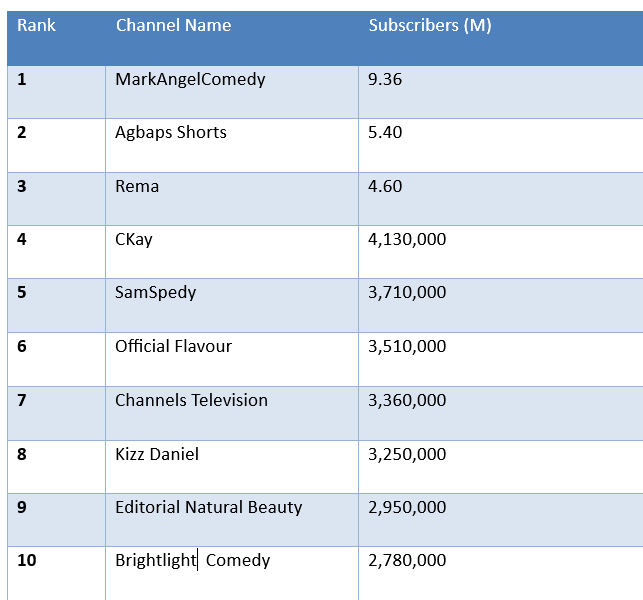 Rank Channel Name Subscribers (M)
1 MarkAngelComedy 9.36
2 Agbaps Shorts 5.40
3 Rema 4.60
4 CKay 4,130,000
5 SamSpedy 3,710,000
6 Official Flavour 3,510,000
7 Channels Television 3,360,000
8 Kizz Daniel 3,250,000
9 Editorial Natural Beauty 2,950,000
10 Brightlight Comedy 2,780,000